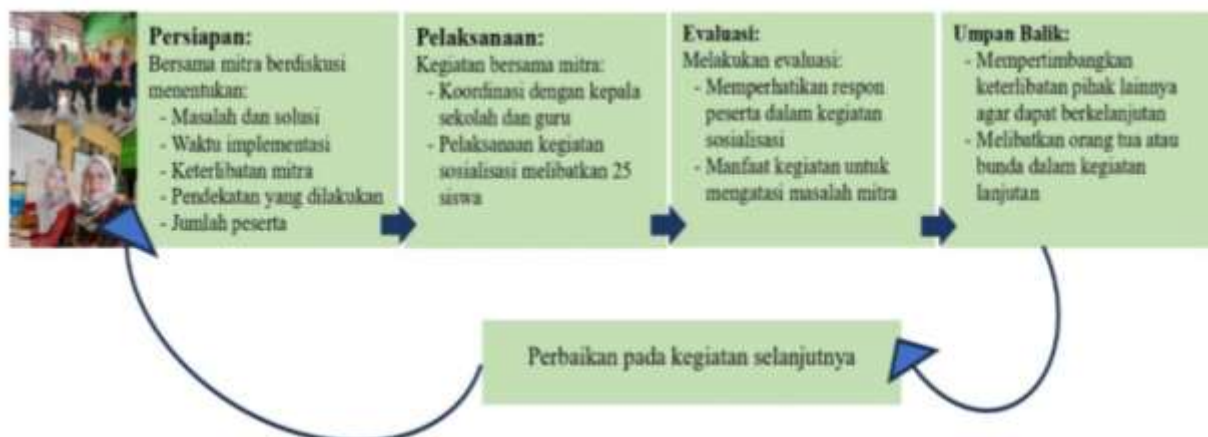 Persiapan:
Bersama mitra berdiskusi
menentukan:
- Masalah dan solusi
- Waktu implementasi
- Keterlibatan mitra
- Pendekatan yang dilakukan
- Jumlah peserta
Pelaksanaan:
Kegiatan bersama mitra:
- Koordinasi dengan kepala
sekolah dan guru
- Pelaksanaan kegiatan
sosialisasi melibatkan 25
siswa
Evaluasi:
Melakukan evaluasi:
- Memperhatikan respon
peserta dalam kegiatan
sosialisasi
- Manfaat kegiatan untuk
mengatasi masalah mitra
Umpan Balik:
- Mempertimbangkan
keterlibatan pihak lainnya
agar dapat berkelanjutan
- Melibatkan orang tua atau
bunda dalam kegiatan
lanjutan
Perbaikan pada kegiatan selanjutnya